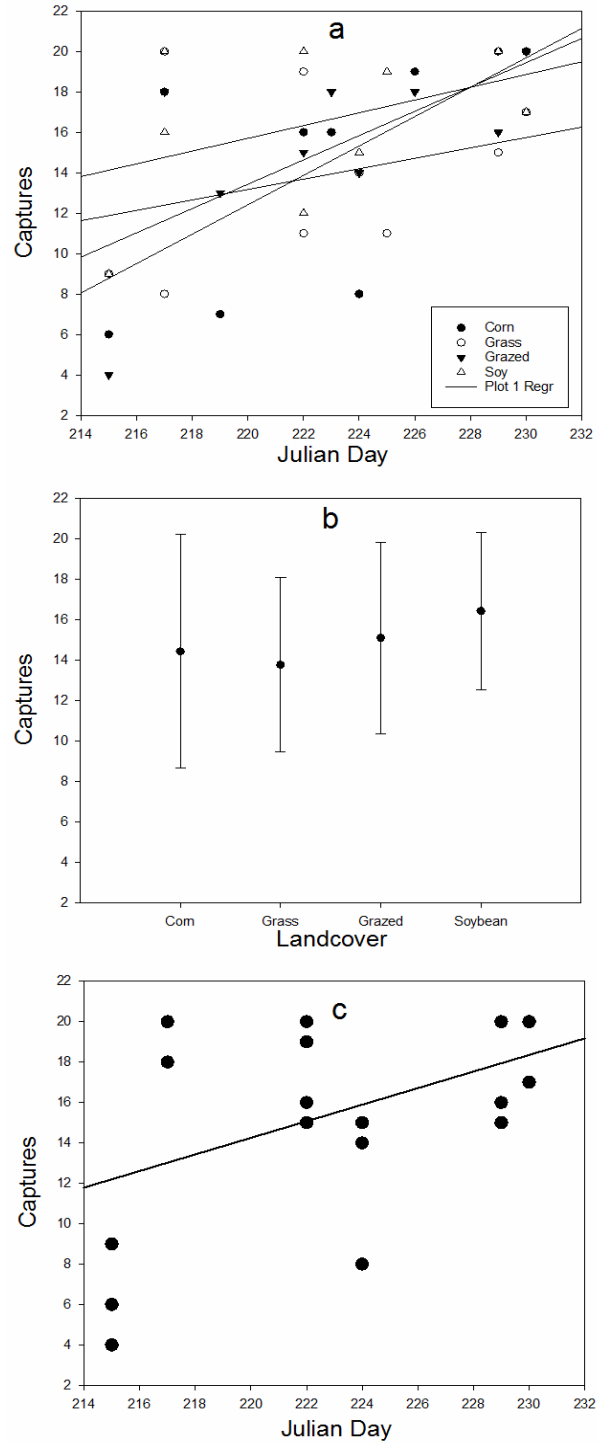 a
22
20
18
16
14
12
10
8
6
4
2
Captures
Corn
Grass
Grazed
Soy
Plot 1 Regr
214 216 218 220 222 224 226 228 230 232
Julian Day
b
22
20
18
16
14
12
10
8
6
4
2
Captures
Corn Grass Grazed Soybean
Landcover
c
22
20
18
16
14
12
10
8
6
4
2
Captures
214 216 218 220 222 224 226 228 230 232
Julian Day